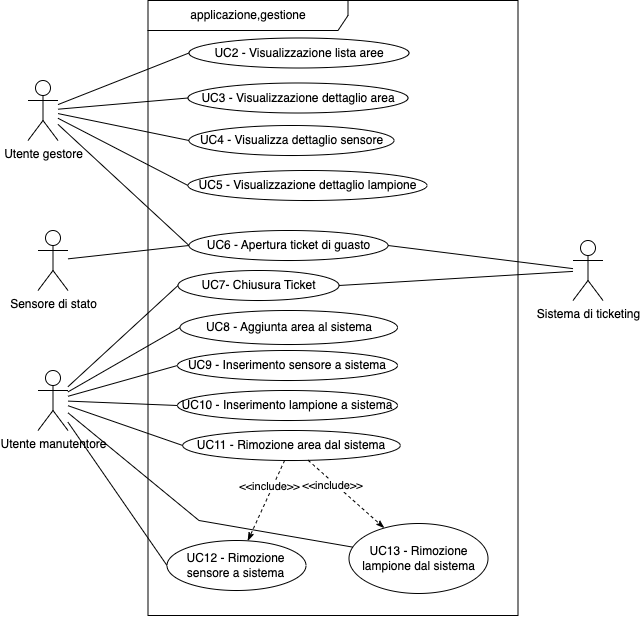 applicazione,gestione
UC2 - Visualizzazione lista aree
UC3 - Visualizzazione dettaglio area
UC4 - Visualizza dettaglio sensore
Utente gestore
UC5 - Visualizzazione dettaglio lampione
UC6 - Apertura ticket di guasto
UC7- Chiusura Ticket
Sensore di stato
Sistema di ticketing
UC8 - Aggiunta area al sistema
UC9 - Inserimento sensore a sistema
UC10 - Inserimento lampione a sistema
Utente manutentore
UC11 - Rimozione area dal sistema
<<include>>
<<include>>
UC12 - Rimozione
sensore a sistema
UC13 - Rimozione
lampione dal sistema